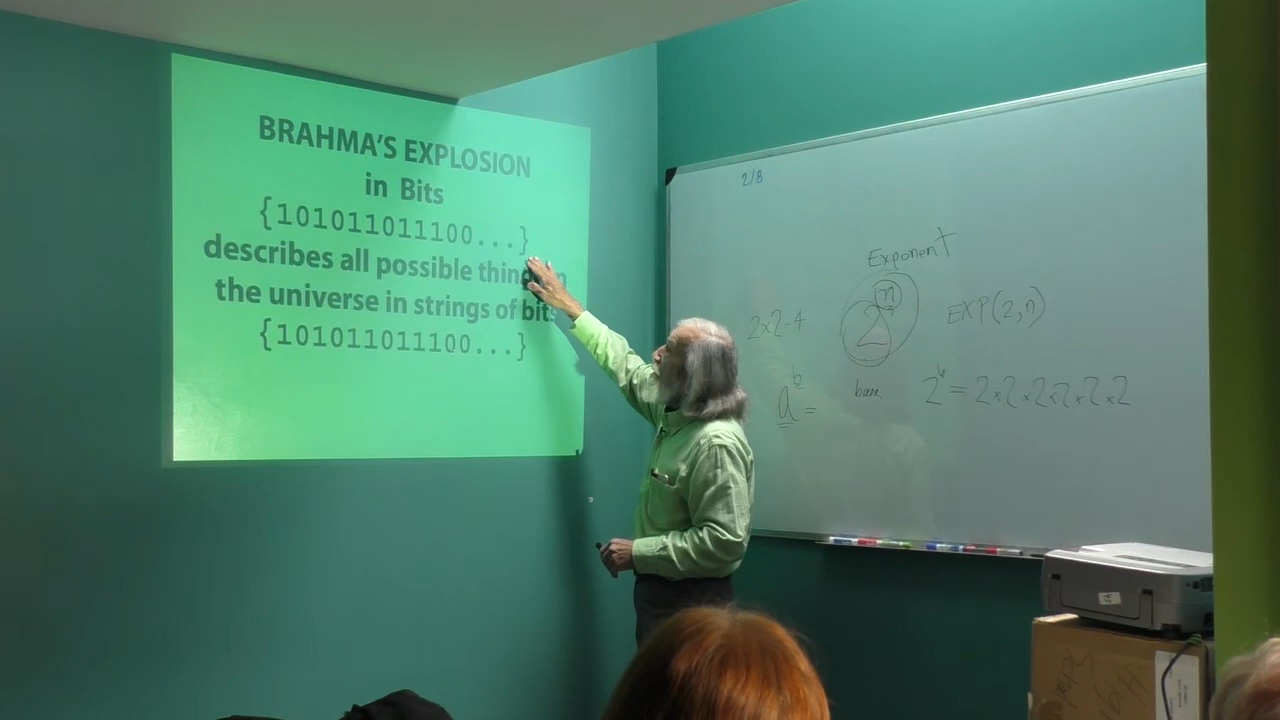 BRAHMA'S EXPLOSION
in Bits
{101011011100...}
describes all possible things in
the universe in strings of bits
{101011011100...}
2/8
Exponent
n
2
EXP(2,n)
2x2=4
base
a^b =
2^6 = 2x2x2x2x2x2